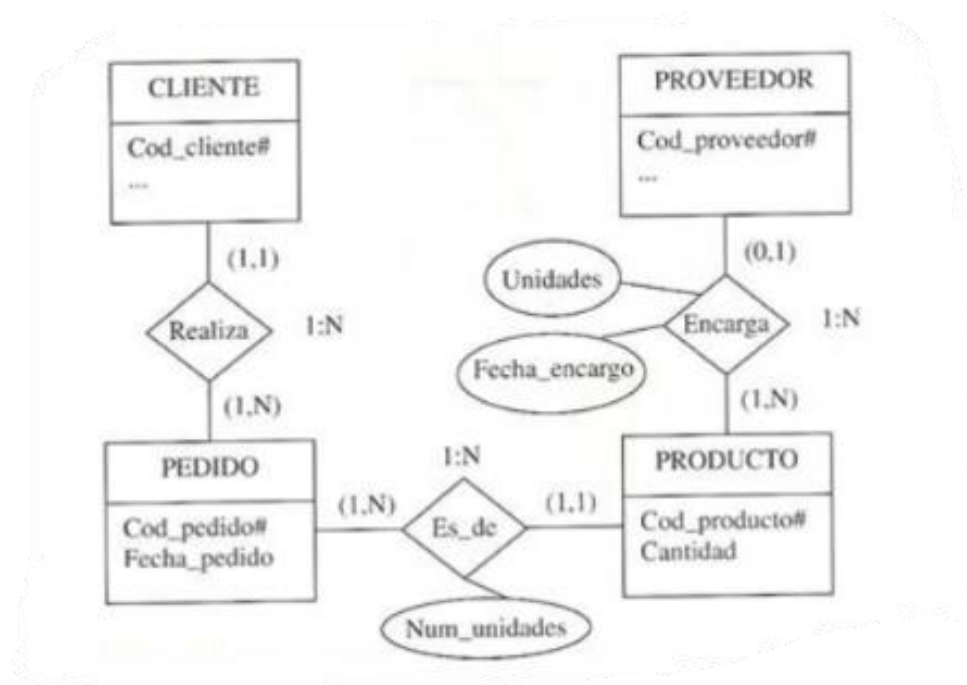 CLIENTE
Cod_cliente#
...
(1,1)
Realiza
1:N
(1,N)
PROVEEDOR
Cod_proveedor#
...
(0,1)
Unidades
Encarga
1:N
Fecha_encargo
(1,N)
PEDIDO
Cod_pedido#
Fecha_pedido
1:N
(1,N)
Es_de
(1,1)
Num_unidades
PRODUCTO
Cod_producto#
Cantidad